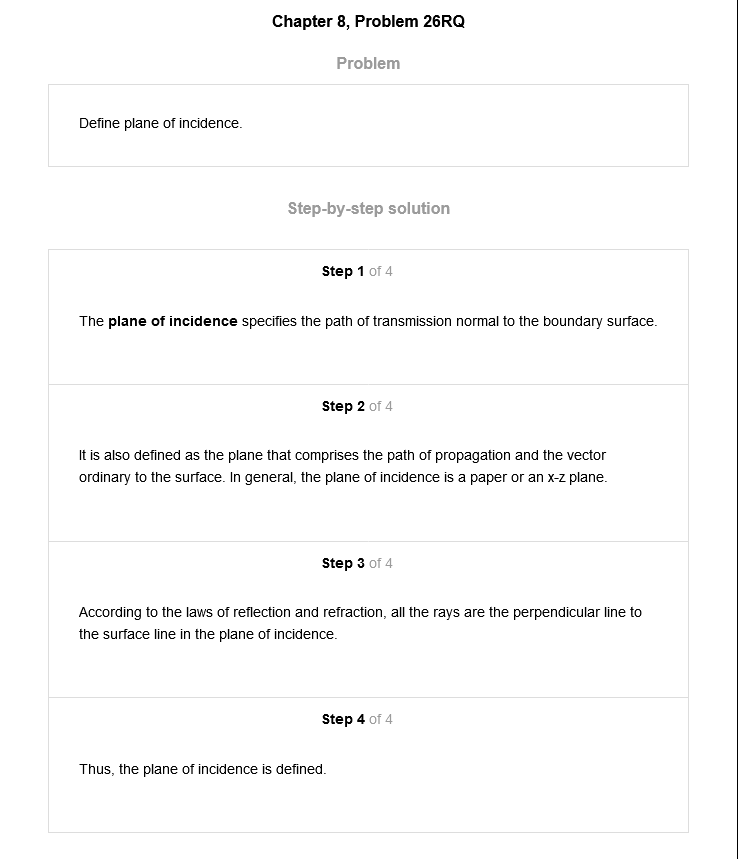 Chapter 8, Problem 26RQ
Problem
Define plane of incidence.
Step-by-step solution
Step 1 of 4
The plane of incidence specifies the path of transmission normal to the boundary surface.
Step 2 of 4
It is also defined as the plane that comprises the path of propagation and the vector
ordinary to the surface. In general, the plane of incidence is a paper or an x-z plane.
Step 3 of 4
According to the laws of reflection and refraction, all the rays are the perpendicular line to
the surface line in the plane of incidence.
Step 4 of 4
Thus, the plane of incidence is defined.